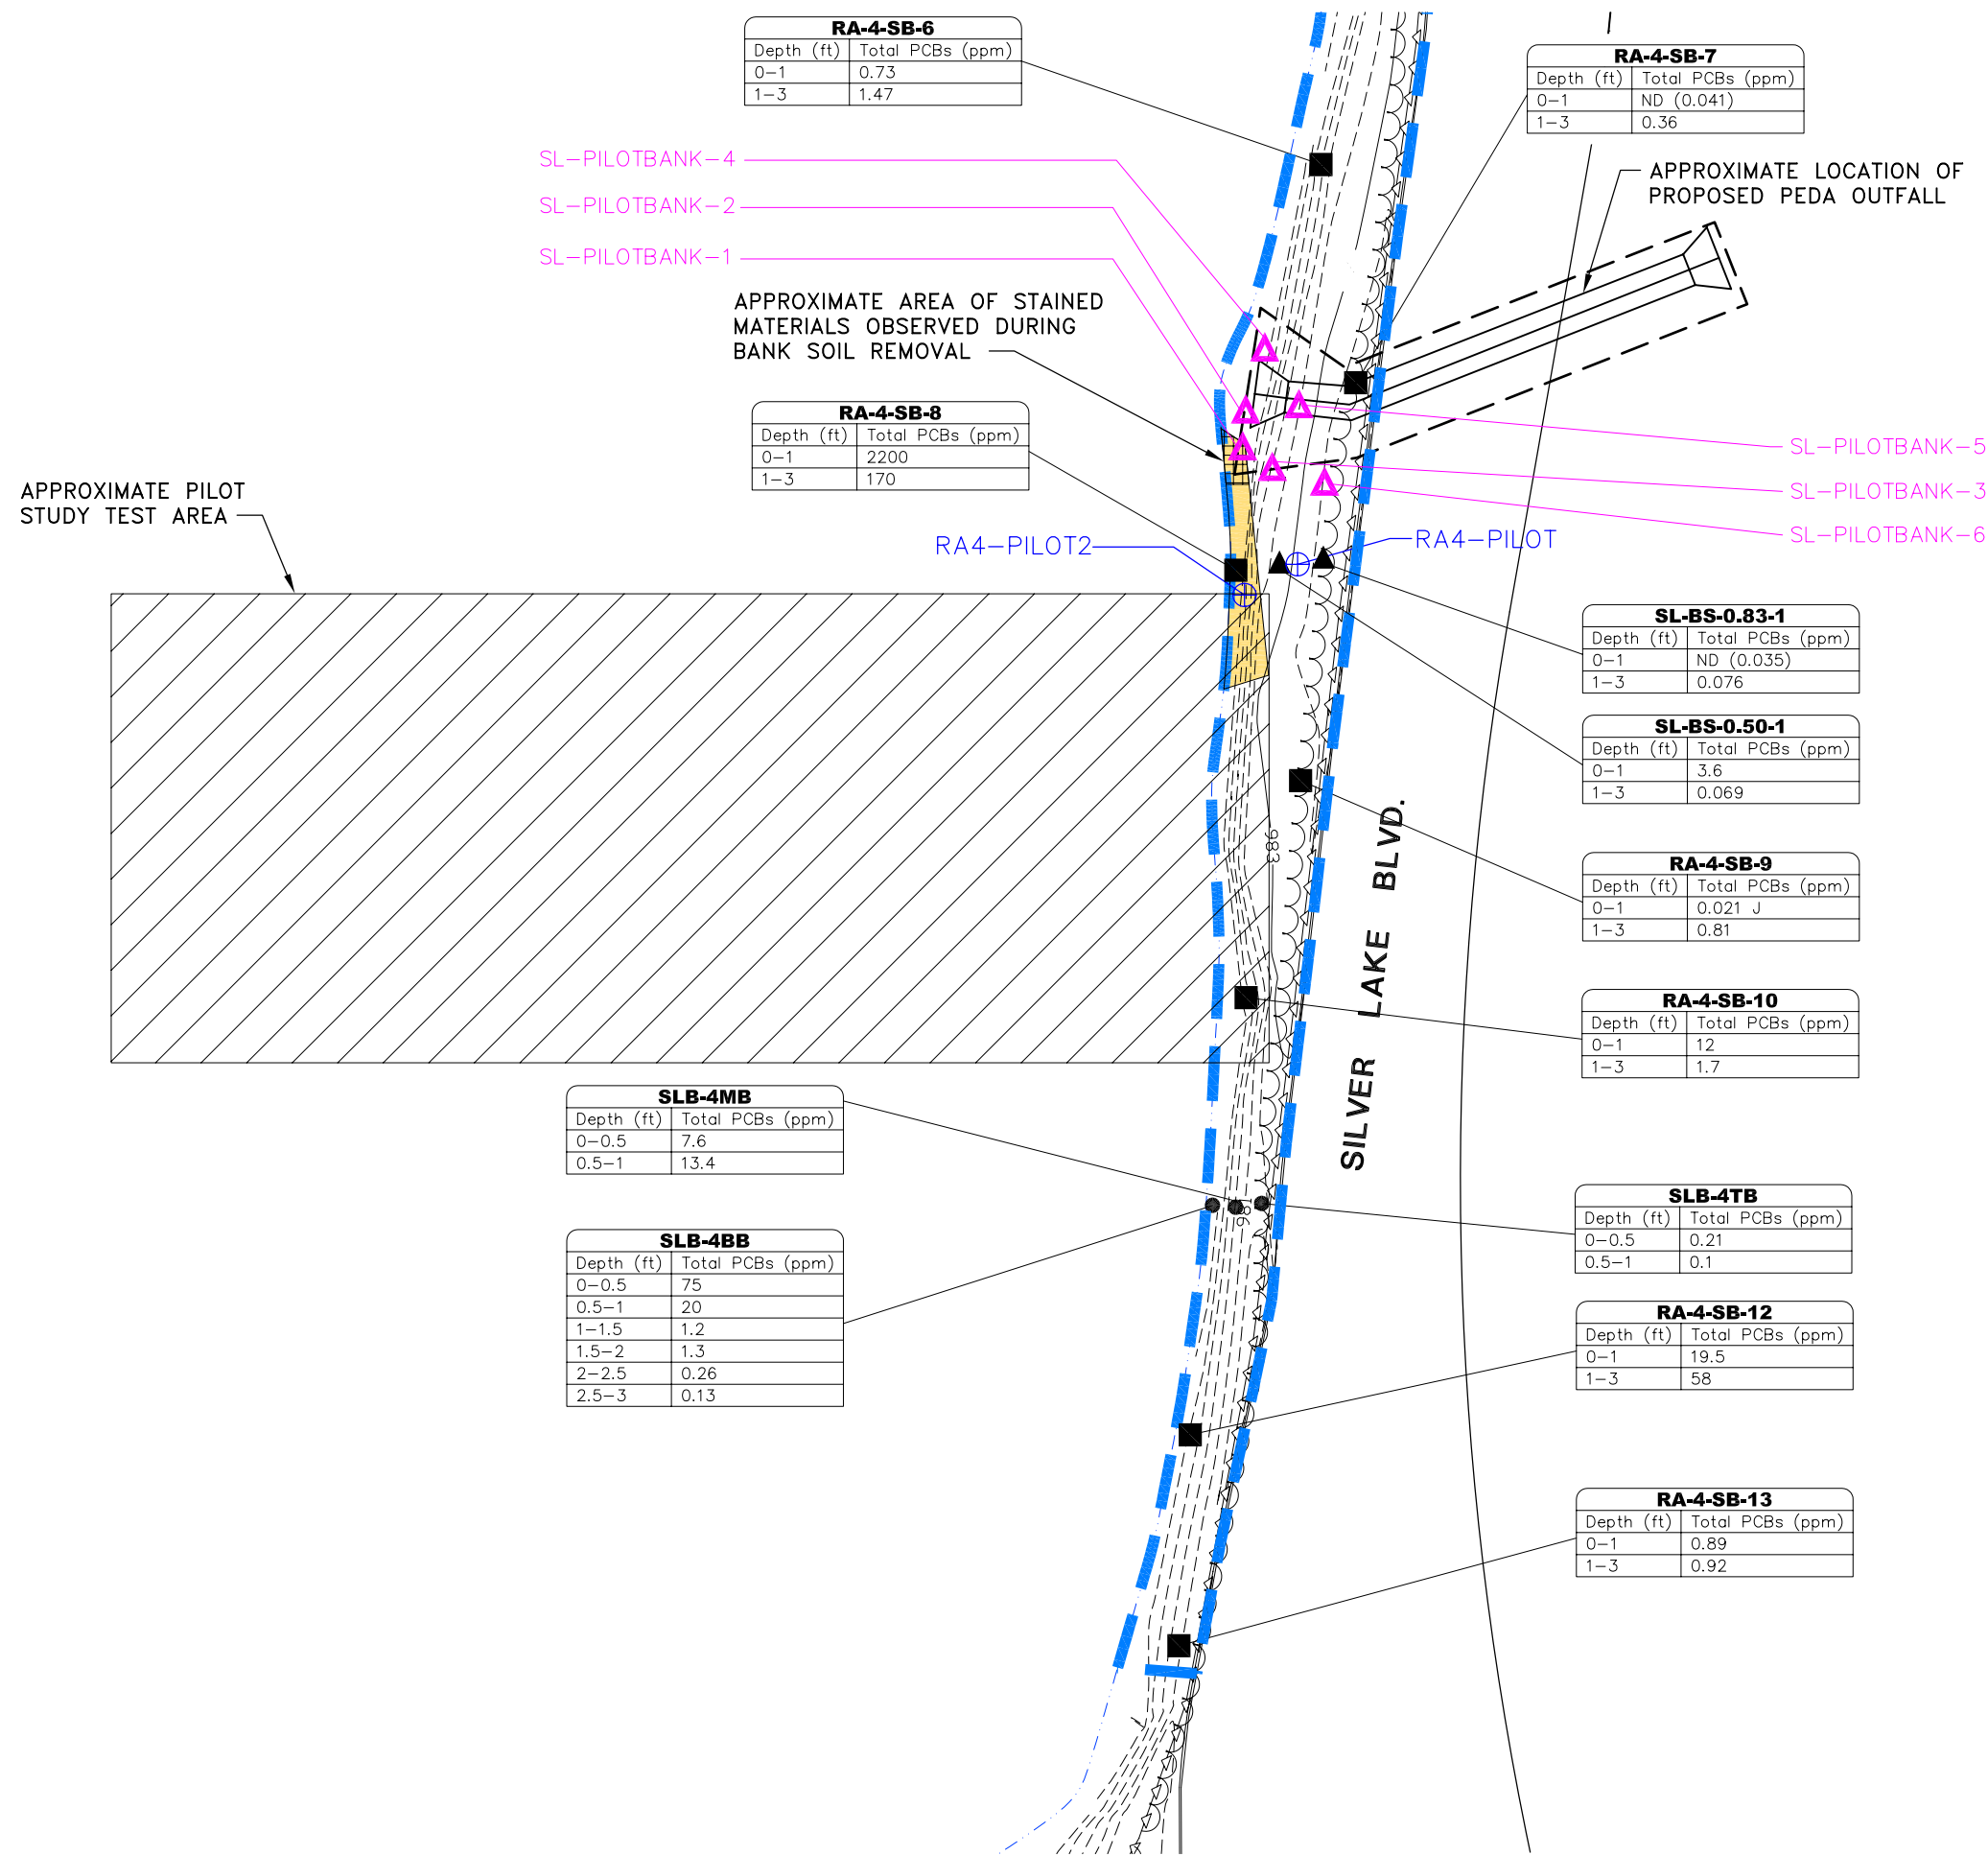 RA-4-SB-6
Depth (ft) Total PCBs (ppm)
0-1 0.73
1-3 1.47
RA-4-SB-7
Depth (ft) Total PCBs (ppm)
0-1 ND (0.041)
1-3 0.36
SL-PILOTBANK-4
SL-PILOTBANK-2
SL-PILOTBANK-1
APPROXIMATE LOCATION OF
PROPOSED PEDA OUTFALL
APPROXIMATE AREA OF STAINED
MATERIALS OBSERVED DURING
BANK SOIL REMOVAL
RA-4-SB-8
Depth (ft) Total PCBs (ppm)
0-1 2200
1-3 170
SL-PILOTBANK-5
SL-PILOTBANK-3
SL-PILOTBANK-6
APPROXIMATE PILOT
STUDY TEST AREA
RA4-PILOT2
RA4-PILOT
SL-BS-0.83-1
Depth (ft) Total PCBs (ppm)
0-1 ND (0.035)
1-3 0.076
SL-BS-0.50-1
Depth (ft) Total PCBs (ppm)
0-1 3.6
1-3 0.069
983
SILVER LAKE BLVD.
RA-4-SB-9
Depth (ft) Total PCBs (ppm)
0-1 0.021 J
1-3 0.81
RA-4-SB-10
Depth (ft) Total PCBs (ppm)
0-1 12
1-3 1.7
SLB-4MB
Depth (ft) Total PCBs (ppm)
0-0.5 7.6
0.5-1 13.4
981
SLB-4TB
Depth (ft) Total PCBs (ppm)
0-0.5 0.21
0.5-1 0.1
SLB-4BB
Depth (ft) Total PCBs (ppm)
0-0.5 75
0.5-1 20
1-1.5 1.2
1.5-2 1.3
2-2.5 0.26
2.5-3 0.13
RA-4-SB-12
Depth (ft) Total PCBs (ppm)
0-1 19.5
1-3 58
RA-4-SB-13
Depth (ft) Total PCBs (ppm)
0-1 0.89
1-3 0.92